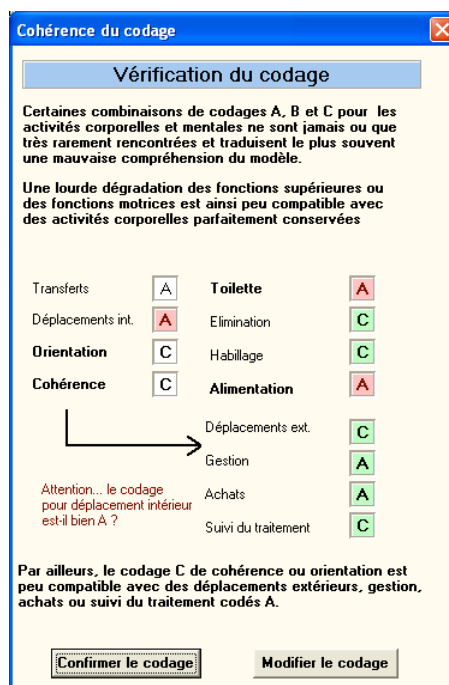 Cohérence du codage
Vérification du codage
Certaines combinaisons de codages A, B et C pour les
activités corporelles et mentales ne sont jamais ou que
très rarement rencontrées et traduisent le plus souvent
une mauvaise compréhension du modèle.
Une lourde dégradation des fonctions supérieures ou
des fonctions motrices est ainsi peu compatible avec
des activités corporelles parfaitement conservées
Transferts A
Déplacements int. A
Orientation C
Cohérence C
Toilette A
Elimination C
Habillage C
Alimentation A
Déplacements ext. C
Gestion A
Achats A
Suivi du traitement C
Attention... le codage
pour déplacement intérieur
est-il bien A ?
Par ailleurs, le codage C de cohérence ou orientation est
peu compatible avec des déplacements extérieurs, gestion,
achats ou suivi du traitement codés A.
Confirmer le codage
Modifier le codage